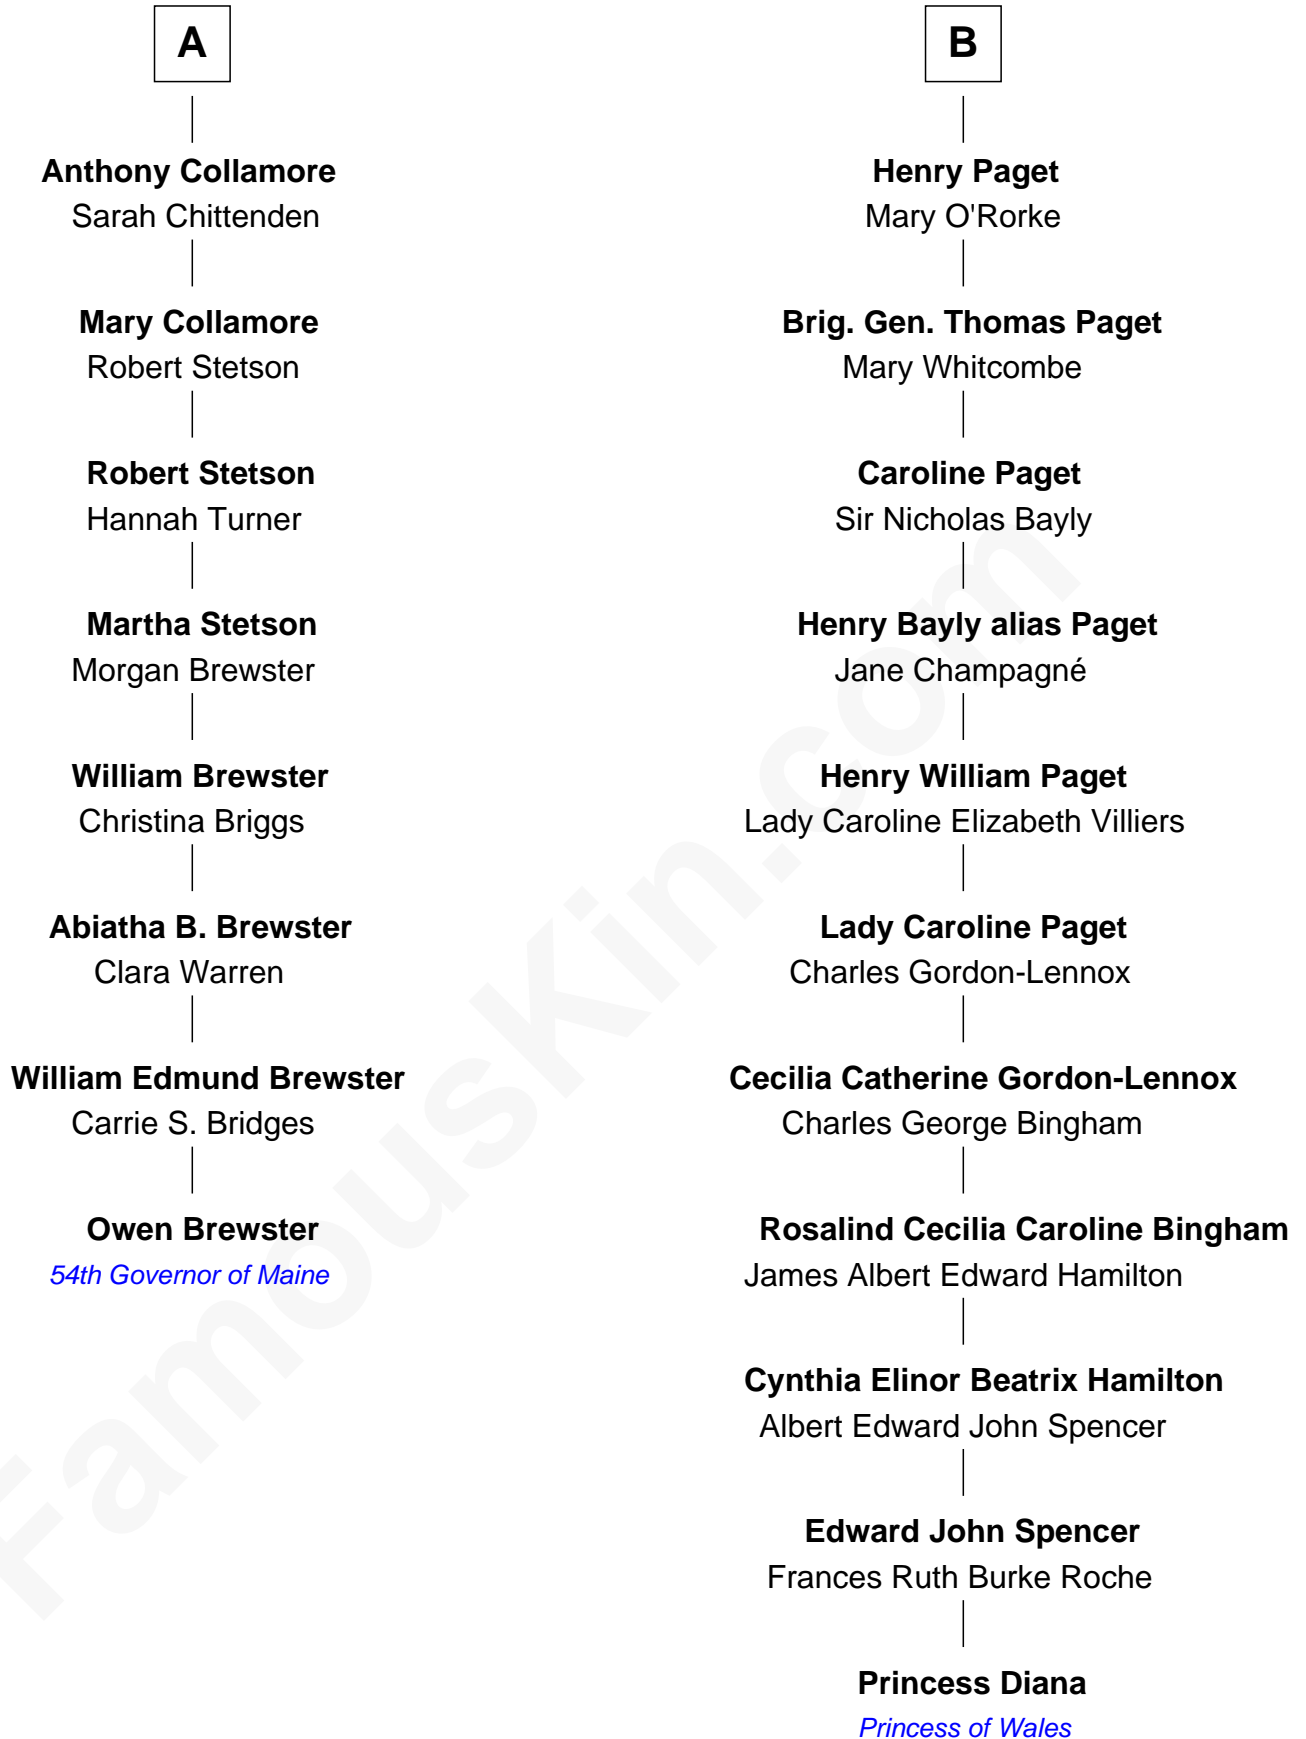 A
Anthony Collamore
Sarah Chittenden
Mary Collamore
Robert Stetson
Robert Stetson
Hannah Turner
Martha Stetson
Morgan Brewster
William Brewster
Christina Briggs
Abiatha B. Brewster
Clara Warren
William Edmund Brewster
Carrie S. Bridges
Owen Brewster
54th Governor of Maine
B
Henry Paget
Mary O'Rorke
Brig. Gen. Thomas Paget
Mary Whitcombe
Caroline Paget
Sir Nicholas Bayly
Henry Bayly alias Paget
Jane Champagné
Henry William Paget
Lady Caroline Elizabeth Villiers
Lady Caroline Paget
Charles Gordon-Lennox
Cecilia Catherine Gordon-Lennox
Charles George Bingham
Rosalind Cecilia Caroline Bingham
James Albert Edward Hamilton
Cynthia Elinor Beatrix Hamilton
Albert Edward John Spencer
Edward John Spencer
Frances Ruth Burke Roche
Princess Diana
Princess of Wales
FamousKin.com